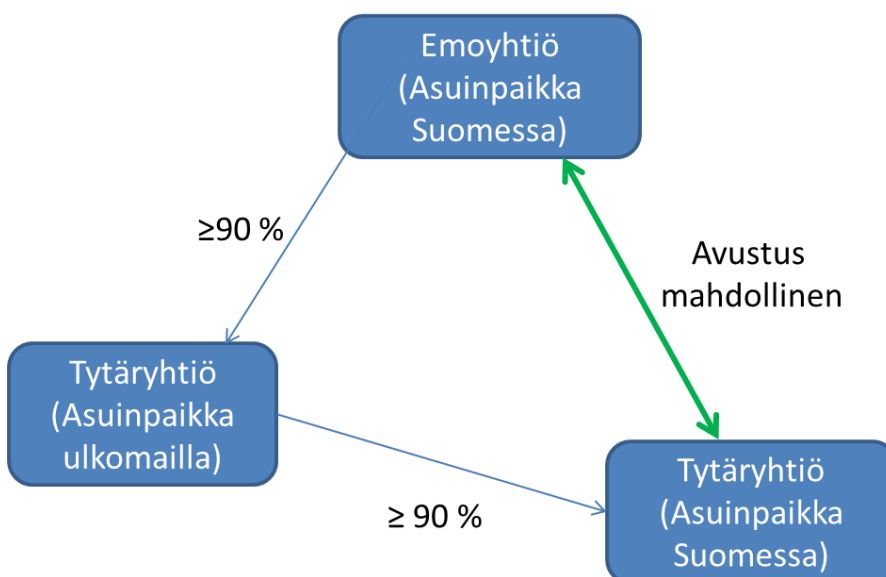 Emoyhtiö
(Asuinpaikka
Suomessa)
≥90 %
Avustus
mahdollinen
Tytäryhtiö
(Asuinpaikka
ulkomailla)
≥ 90 %
Tytäryhtiö
(Asuinpaikka
Suomessa)